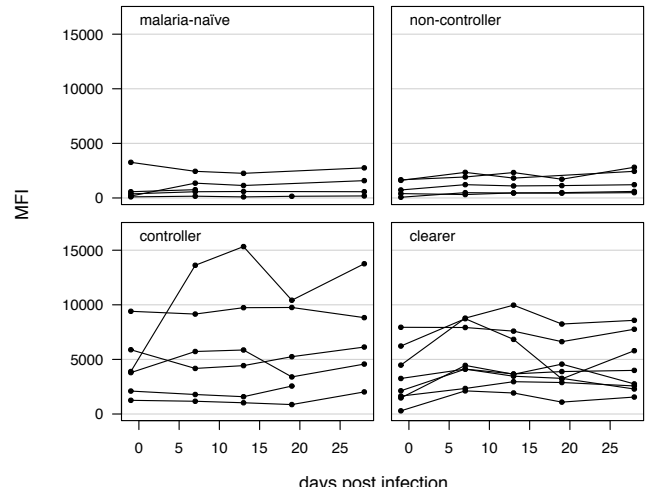 malaria-naïve
non-controller
15000
10000
5000
0
MFI
controller
clearer
15000
10000
5000
0
0 5 10 15 20 25
0 5 10 15 20 25
days post infection